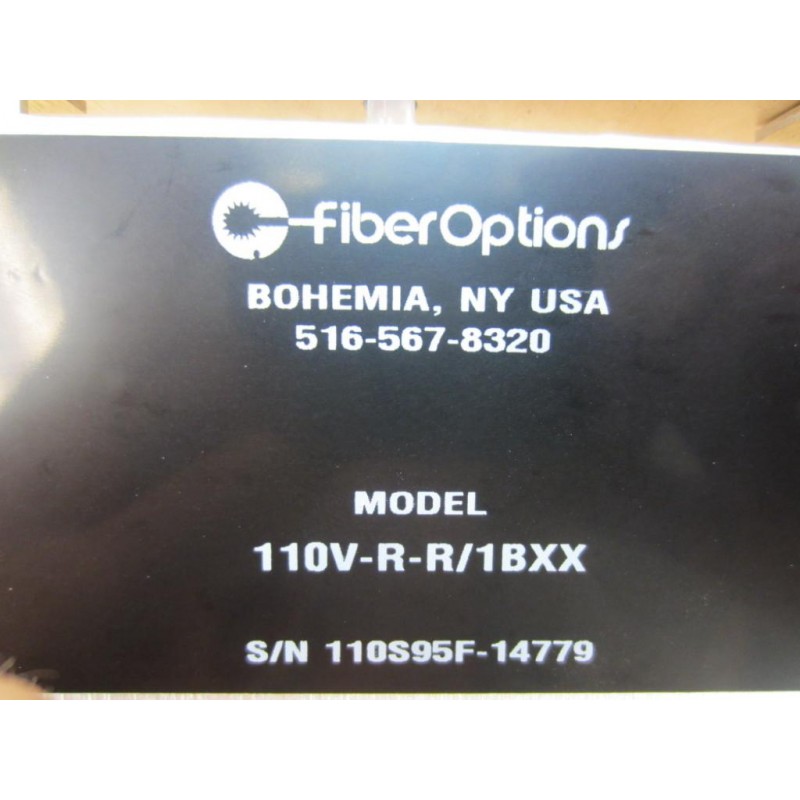 FiberOptions
BOHEMIA, NY USA
516-567-8320
MODEL
110V-R-R/1BXX
S/N 110S95F-14779